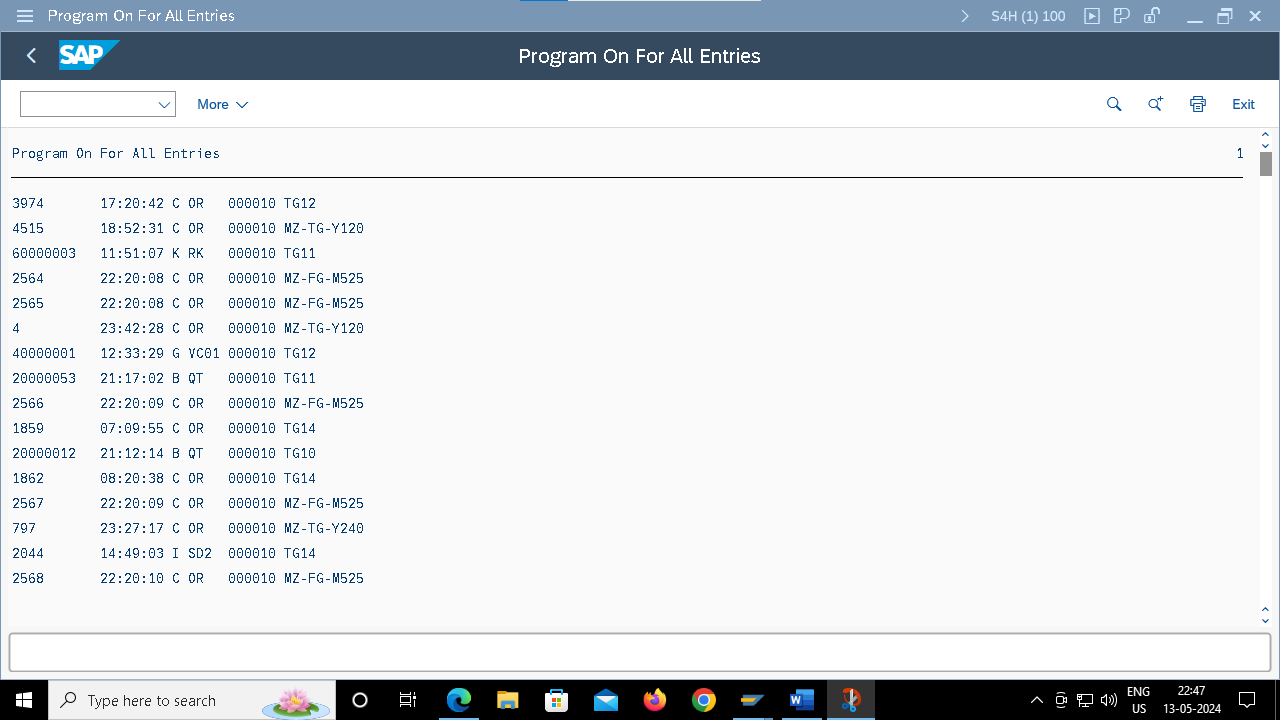 Program On For All Entries
S4H (1) 100
SAP
Program On For All Entries
More
Exit
Program On For All Entries 1
3974 17:20:42 C OR 000010 TG12
4515 18:52:31 C OR 000010 MZ-TG-Y120
60000003 11:51:07 K RK 000010 TG11
2564 22:20:08 C OR 000010 MZ-FG-M525
2565 22:20:08 C OR 000010 MZ-FG-M525
4 23:42:28 C OR 000010 MZ-TG-Y120
40000001 12:33:29 G VC01 000010 TG12
20000053 21:17:02 B QT 000010 TG11
2566 22:20:09 C OR 000010 MZ-FG-M525
1859 07:09:55 C OR 000010 TG14
20000012 21:12:14 B QT 000010 TG10
1862 08:20:38 C OR 000010 TG14
2567 22:20:09 C OR 000010 MZ-FG-M525
797 23:27:17 C OR 000010 MZ-TG-Y240
2044 14:49:03 I SD2 000010 TG14
2568 22:20:10 C OR 000010 MZ-FG-M525
Type here to search
ENG
US
22:47
13-05-2024